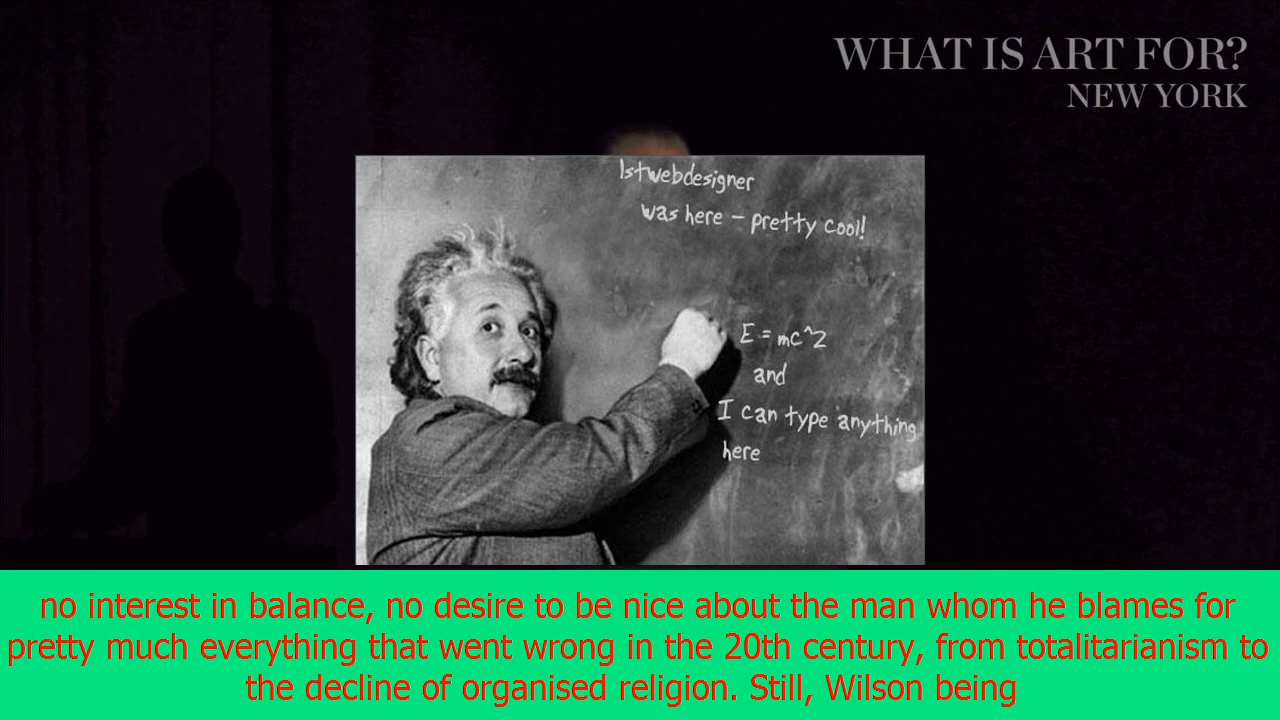 WHAT IS ART FOR?
NEW YORK
1stwebdesigner
was here - pretty cool!
E = mc^2
and
I can type anything
here
no interest in balance, no desire to be nice about the man whom he blames for
pretty much everything that went wrong in the 20th century, from totalitarianism to
the decline of organised religion. Still, Wilson being